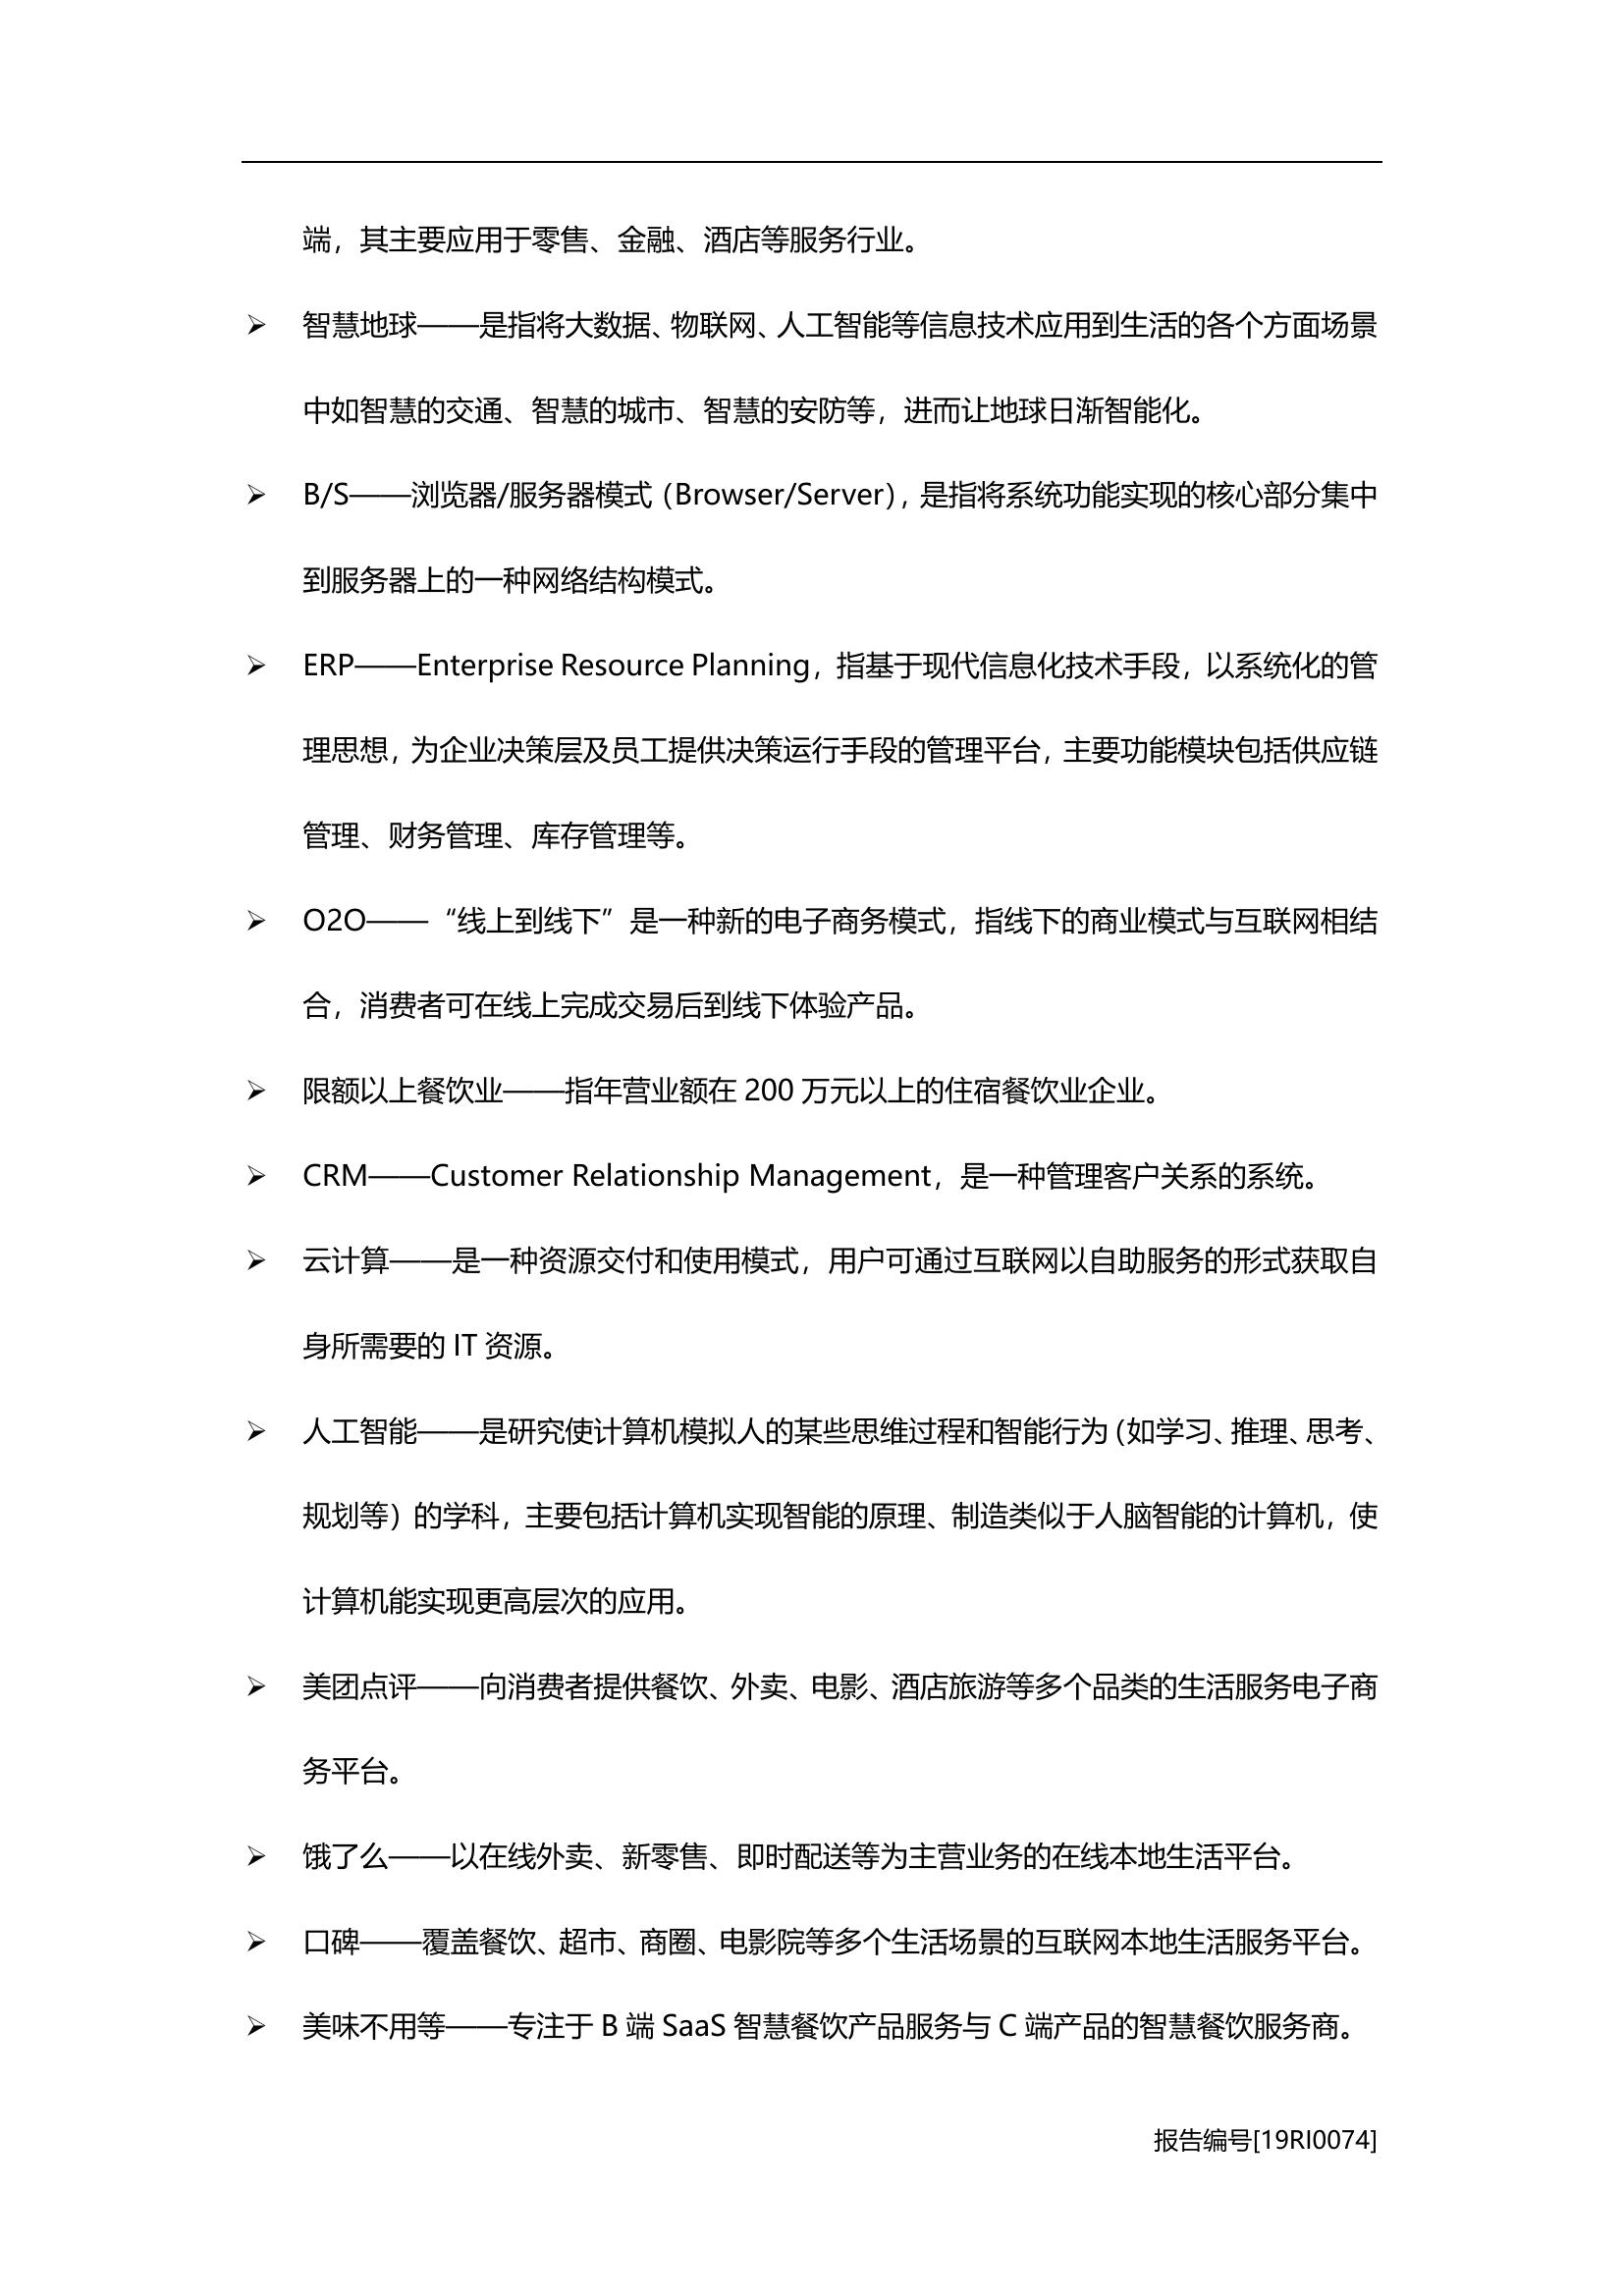 端，其主要应用于零售、金融、酒店等服务行业。
➢ 智慧地球——是指将大数据、物联网、人工智能等信息技术应用到生活的各个方面场景
中如智慧的交通、智慧的城市、智慧的安防等，进而让地球日渐智能化。
➢ B/S——浏览器/服务器模式（Browser/Server），是指将系统功能实现的核心部分集中
到服务器上的一种网络结构模式。
➢ ERP——Enterprise Resource Planning，指基于现代信息化技术手段，以系统化的管
理思想，为企业决策层及员工提供决策运行手段的管理平台，主要功能模块包括供应链
管理、财务管理、库存管理等。
➢ O2O——“线上到线下”是一种新的电子商务模式，指线下的商业模式与互联网相结
合，消费者可在线上完成交易后到线下体验产品。
➢ 限额以上餐饮业——指年营业额在 200 万元以上的住宿餐饮业企业。
➢ CRM——Customer Relationship Management，是一种管理客户关系的系统。
➢ 云计算——是一种资源交付和使用模式，用户可通过互联网以自助服务的形式获取自
身所需要的 IT 资源。
➢ 人工智能——是研究使计算机模拟人的某些思维过程和智能行为（如学习、推理、思考、
规划等）的学科，主要包括计算机实现智能的原理、制造类似于人脑智能的计算机，使
计算机能实现更高层次的应用。
➢ 美团点评——向消费者提供餐饮、外卖、电影、酒店旅游等多个品类的生活服务电子商
务平台。
➢ 饿了么——以在线外卖、新零售、即时配送等为主营业务的在线本地生活平台。
➢ 口碑——覆盖餐饮、超市、商圈、电影院等多个生活场景的互联网本地生活服务平台。
➢ 美味不用等——专注于 B 端 SaaS 智慧餐饮产品服务与 C 端产品的智慧餐饮服务商。
报告编号[19RI0074]